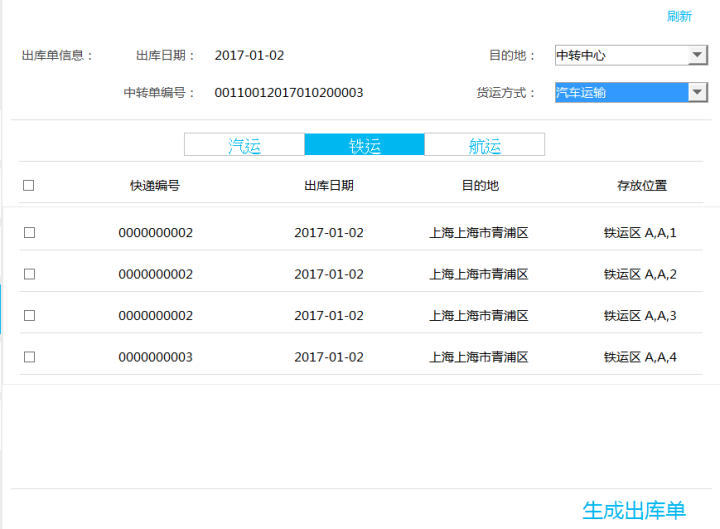 刷新
出库单信息： 出库日期： 2017-01-02 目的地： 中转中心
中转单编号： 00110012017010200003 货运方式： 汽车运输
汽运 铁运 航运
快递编号 出库日期 目的地 存放位置
0000000002 2017-01-02 上海上海市青浦区 铁运区 A,A,1
0000000002 2017-01-02 上海上海市青浦区 铁运区 A,A,2
0000000002 2017-01-02 上海上海市青浦区 铁运区 A,A,3
0000000003 2017-01-02 上海上海市青浦区 铁运区 A,A,4
生成出库单